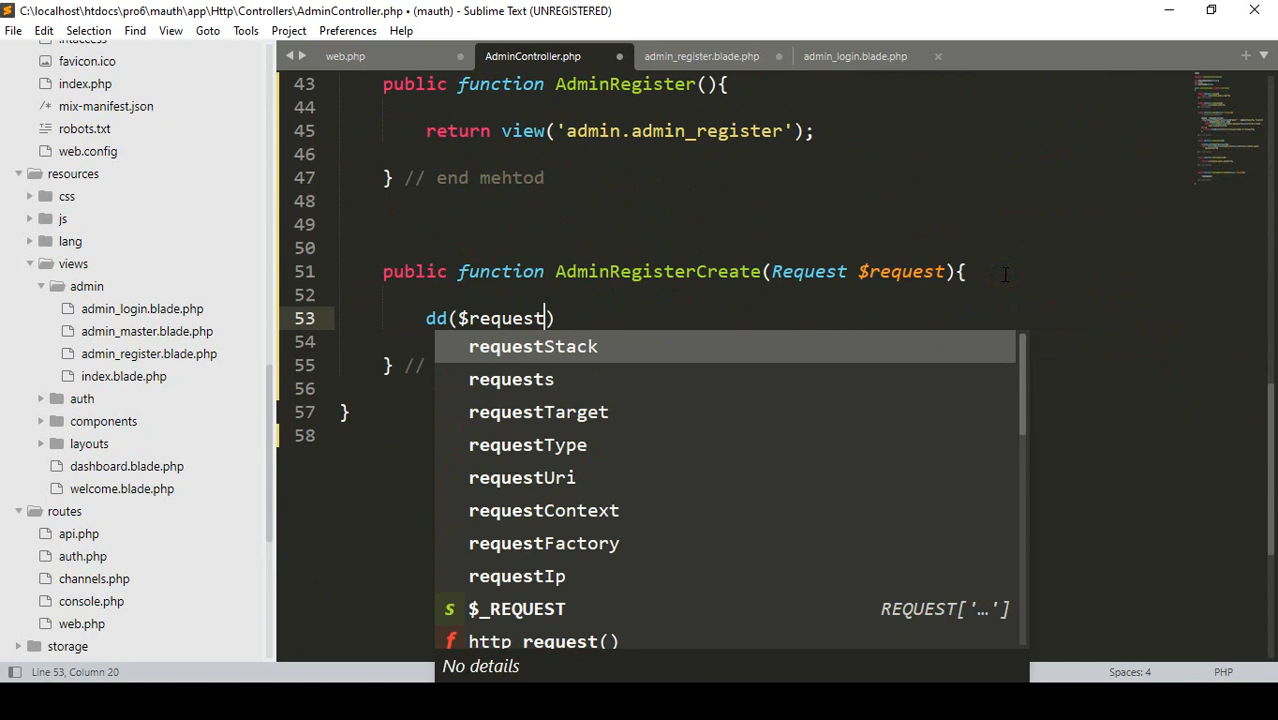 C:\localhost\htdocs\pro6\mauth\app\Http\Controllers\AdminController.php • (mauth) - Sublime Text (UNREGISTERED)
File Edit Selection Find View Goto Tools Project Preferences Help
.htaccess
favicon.ico
index.php
mix-manifest.json
robots.txt
web.config
resources
css
js
lang
views
admin
admin_login.blade.php
admin_master.blade.php
admin_register.blade.php
index.blade.php
auth
components
layouts
dashboard.blade.php
welcome.blade.php
routes
api.php
auth.php
channels.php
console.php
web.php
storage
web.php AdminController.php admin_register.blade.php admin_login.blade.php
43 public function AdminRegister(){
44
45 return view('admin.admin_register');
46
47 } // end mehtod
48
49
50
51 public function AdminRegisterCreate(Request $request){
52
53 dd($request)
54
55 } //
56
57 }
58
requestStack
requests
requestTarget
requestType
requestUri
requestContext
requestFactory
requestIp
s $_REQUEST REQUEST['…']
f http_request()
No details
Line 53, Column 20 Spaces: 4 PHP